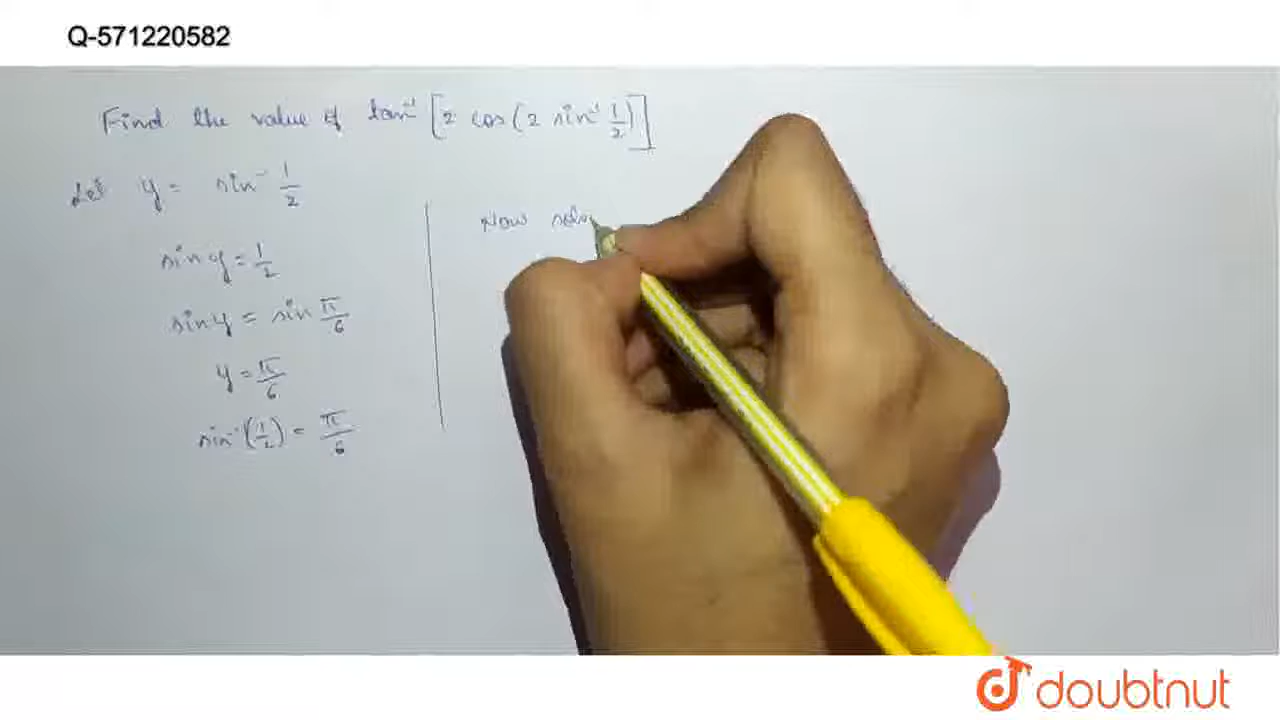 Q-571220582
Find the value of tan⁻¹ [2 cos (2 sin⁻¹ 1/2)]
Let y = sin⁻¹ 1/2
sin y = 1/2
sin y = sin π/6
y = π/6
sin⁻¹ (1/2) = π/6
Now solv
doubtnut